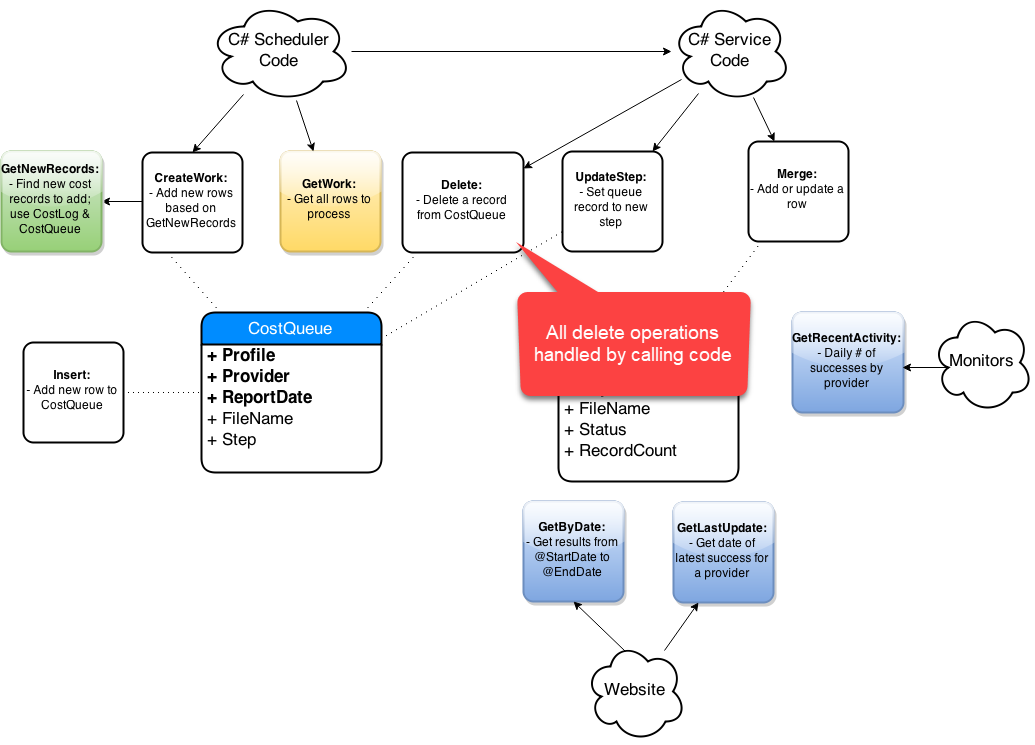 C# Scheduler
Code
C# Service
Code
GetNewRecords:
- Find new cost
records to add;
use CostLog &
CostQueue
CreateWork:
- Add new rows
based on
GetNewRecords
GetWork:
- Get all rows to
process
Delete:
- Delete a record
from CostQueue
UpdateStep:
- Set queue
record to new
step
Merge:
- Add or update a
row
All delete operations
handled by calling code
CostQueue
+ Profile
+ Provider
+ ReportDate
+ FileName
+ Step
Insert:
- Add new row to
CostQueue
+ FileName
+ Status
+ RecordCount
GetRecentActivity:
- Daily # of
successes by
provider
Monitors
GetByDate:
- Get results from
@StartDate to
@EndDate
GetLastUpdate:
- Get date of
latest success for
a provider
Website